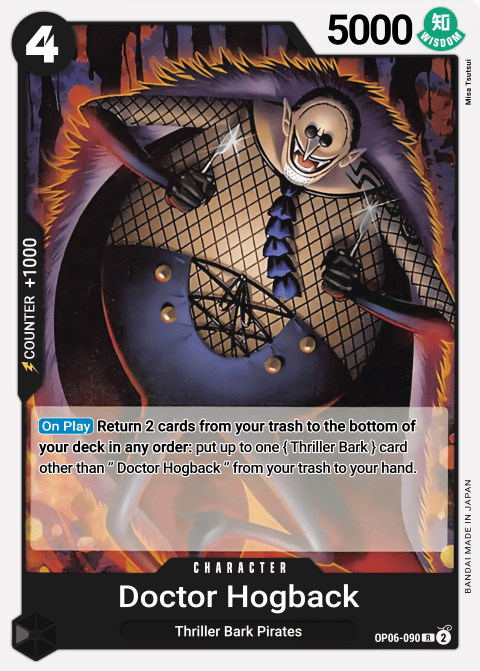 4
5000
知
WISDOM
Misa Tsutsui
COUNTER +1000
On Play Return 2 cards from your trash to the bottom of
your deck in any order: put up to one {Thriller Bark} card
other than " Doctor Hogback " from your trash to your hand.
BANDAI MADE IN JAPAN
CHARACTER
Doctor Hogback
Thriller Bark Pirates
OP06-090 R 2